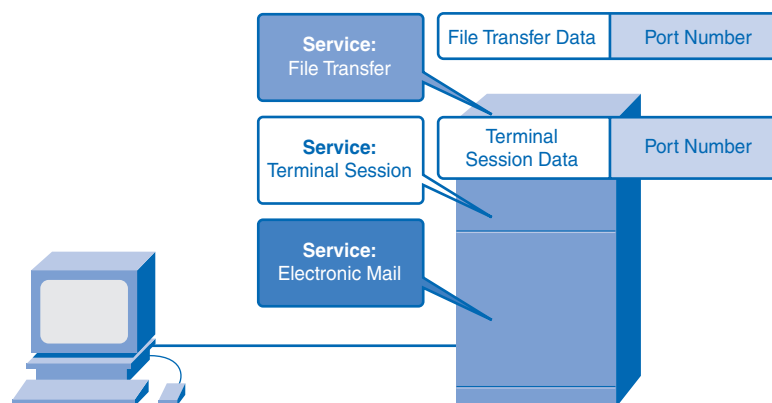 Service:
File Transfer
File Transfer Data
Port Number
Service:
Terminal Session
Terminal
Session Data
Port Number
Service:
Electronic Mail